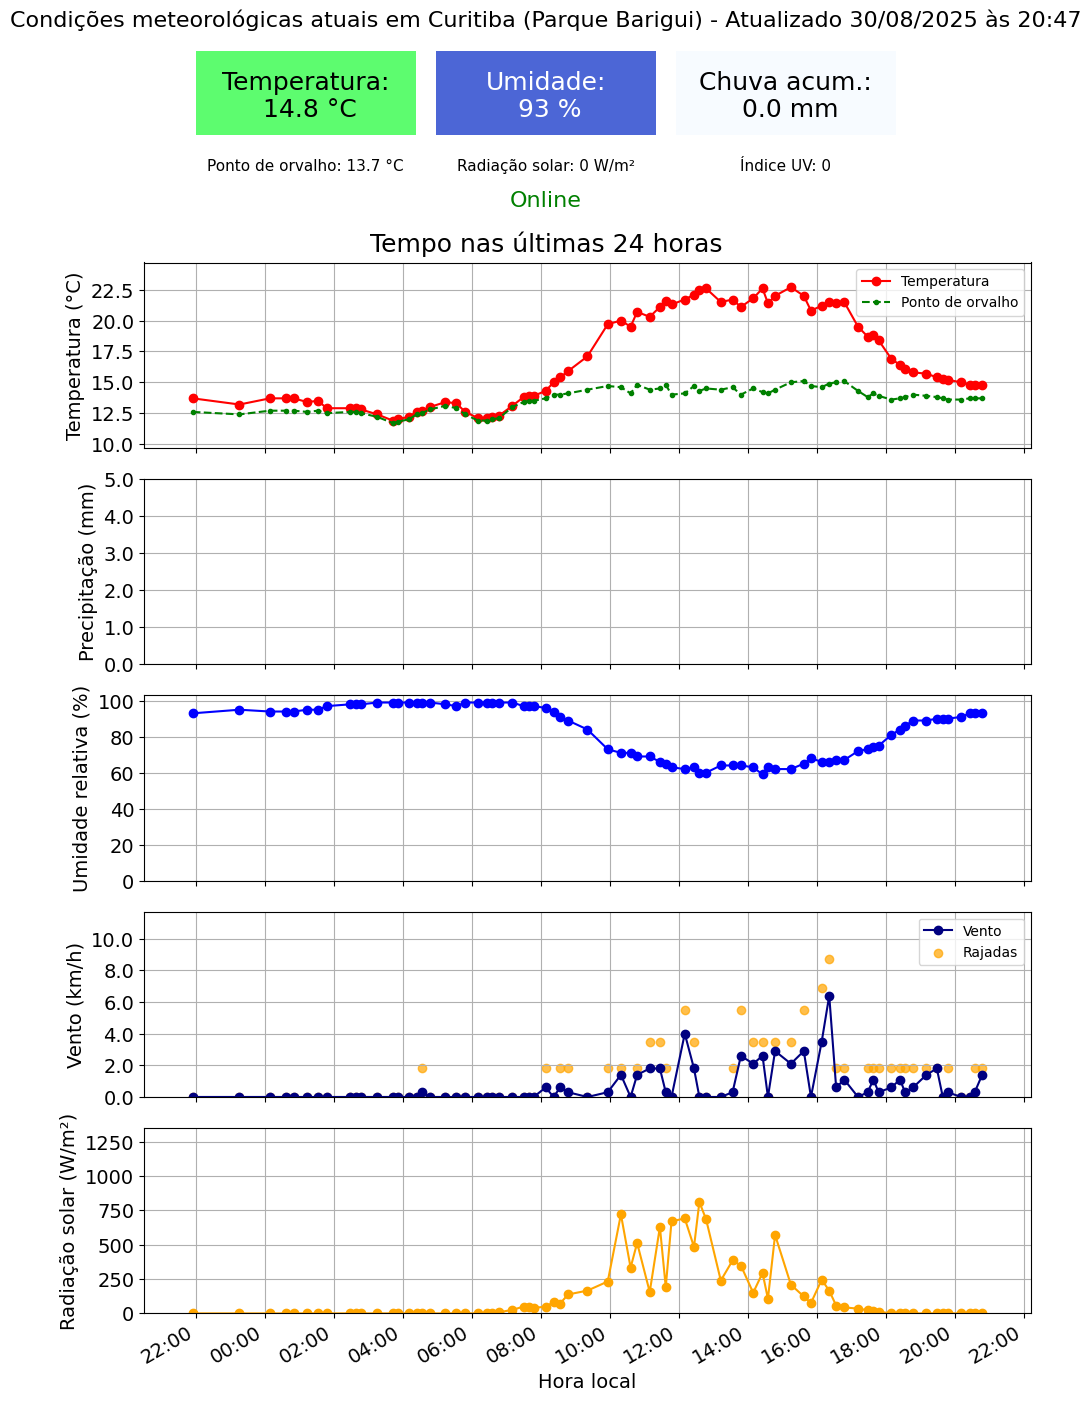 Condições meteorológicas atuais em Curitiba (Parque Barigui) - Atualizado 30/08/2025 às 20:47
Temperatura:
14.8 °C
Umidade:
93 %
Chuva acum.:
0.0 mm
Ponto de orvalho: 13.7 °C
Radiação solar: 0 W/m²
Índice UV: 0
Online
Tempo nas últimas 24 horas
Temperatura (°C)
22.5
20.0
17.5
15.0
12.5
10.0
Temperatura
Ponto de orvalho
Precipitação (mm)
5.0
4.0
3.0
2.0
1.0
0.0
Umidade relativa (%)
100
80
60
40
20
0
Vento (km/h)
10.0
8.0
6.0
4.0
2.0
0.0
Vento
Rajadas
Radiação solar (W/m²)
1250
1000
750
500
250
0
22:00 00:00 02:00 04:00 06:00 08:00 10:00 12:00 14:00 16:00 18:00 20:00 22:00
Hora local